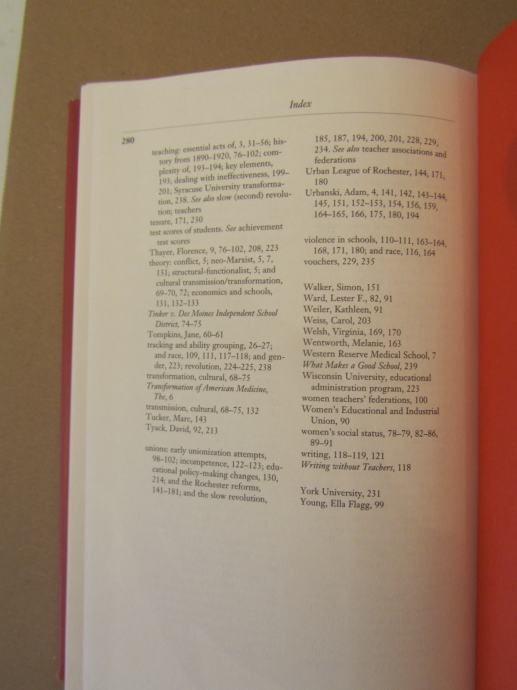 Index
280
teaching: essential acts of, 3, 31–56; his-
tory from 1890–1920, 76–102; com-
plexity of, 193–194; key elements,
193; dealing with ineffectiveness, 199–
201; Syracuse University transforma-
tion, 238. See also slow (second) revolu-
tion; teachers
tenure, 171, 230
test scores of students. See achievement
test scores
Thayer, Florence, 9, 76–102, 208, 223
theory: conflict, 5; neo-Marxist, 5, 7,
131; structural-functionalist, 5; and
cultural transmission/transformation,
69–70, 72; economics and schools,
131, 132–133
Tinker v. Des Moines Independent School
District, 74–75
Tompkins, Jane, 60–61
tracking and ability grouping, 26–27;
and race, 109, 111, 117–118; and gen-
der, 223; revolution, 224–225, 238
transformation, cultural, 68–75
Transformation of American Medicine,
The, 6
transmission, cultural, 68–75, 132
Tucker, Marc, 143
Tyack, David, 92, 213
unions: early unionization attempts,
98–102; incompetence, 122–123; edu-
cational policy-making changes, 130,
214; and the Rochester reforms,
141–181; and the slow revolution,
185, 187, 194, 200, 201, 228, 229,
234. See also teacher associations and
federations
Urban League of Rochester, 144, 171,
180
Urbanski, Adam, 4, 141, 142, 143–144,
145, 151, 152–153, 154, 156, 159,
164–165, 166, 175, 180, 194
violence in schools, 110–111, 163–164,
168, 171, 180; and race, 116, 164
vouchers, 229, 235
Walker, Simon, 151
Ward, Lester F., 82, 91
Weiler, Kathleen, 91
Weiss, Carol, 203
Welsh, Virginia, 169, 170
Wentworth, Melanie, 163
Western Reserve Medical School, 7
What Makes a Good School, 239
Wisconsin University, educational
administration program, 223
women teachers' federations, 100
Women's Educational and Industrial
Union, 90
women's social status, 78–79, 82–86,
89–91
writing, 118–119, 121
Writing without Teachers, 118
York University, 231
Young, Ella Flagg, 99